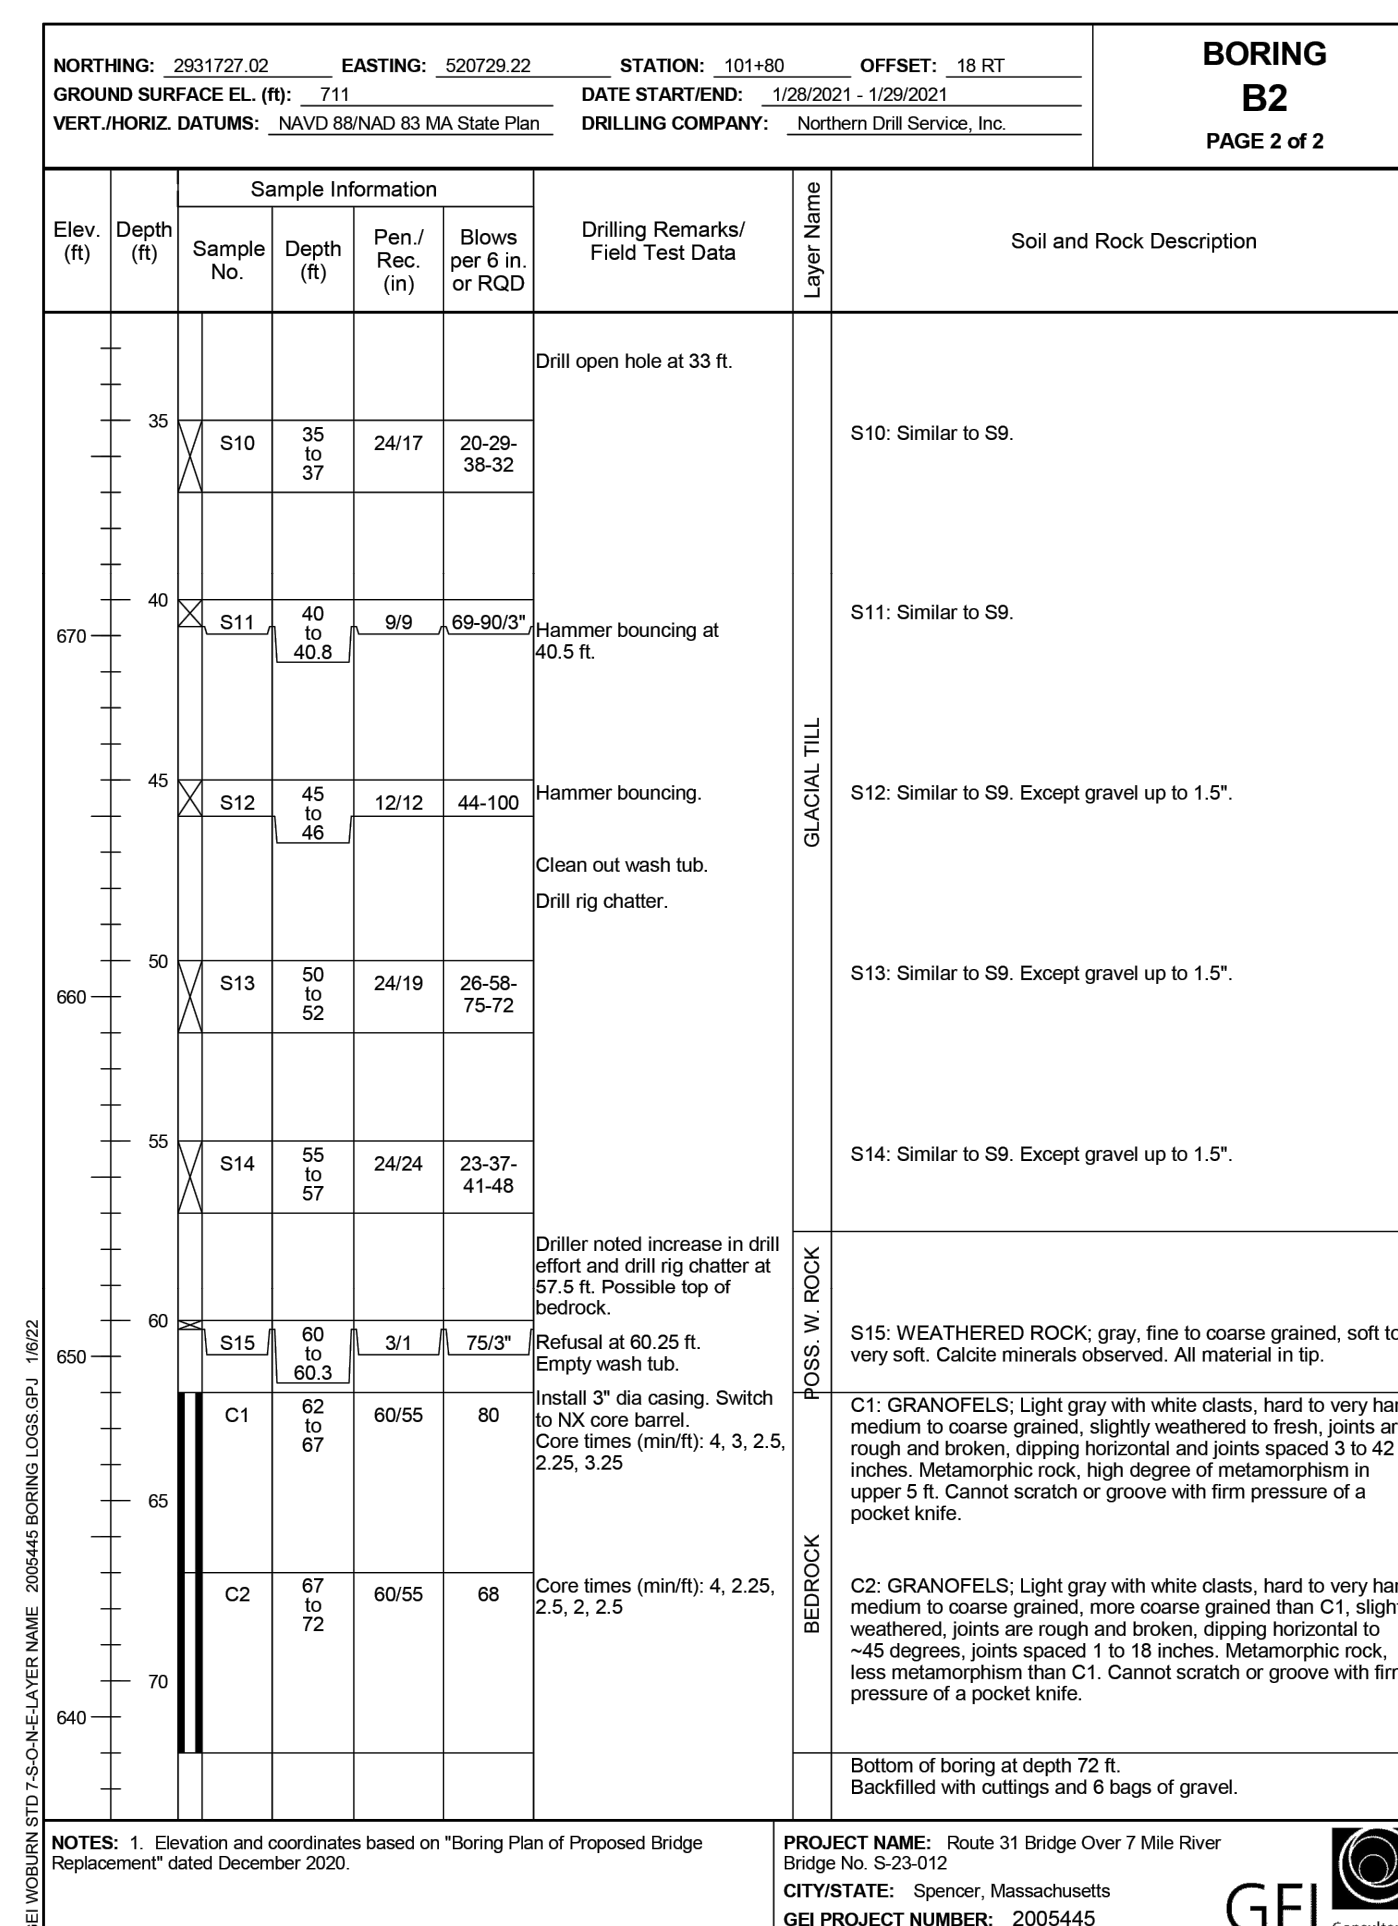 NORTHING: 2931727.02 EASTING: 520729.22 STATION: 101+80 OFFSET: 18 RT
GROUND SURFACE EL. (ft): 711 DATE START/END: 1/28/2021 - 1/29/2021
VERT./HORIZ. DATUMS: NAVD 88/NAD 83 MA State Plan DRILLING COMPANY: Northern Drill Service, Inc.
BORING
B2
PAGE 2 of 2
Elev. (ft)
Depth (ft)
Sample Information
Sample No.
Depth (ft)
Pen./ Rec. (in)
Blows per 6 in. or RQD
Drilling Remarks/
Field Test Data
Layer Name
Soil and Rock Description
Drill open hole at 33 ft.
35
S10 35 to 37 24/17 20-29-38-32
S10: Similar to S9.
40
670
S11 40 to 40.8 9/9 69-90/3"
Hammer bouncing at
40.5 ft.
S11: Similar to S9.
GLACIAL TILL
45
S12 45 to 46 12/12 44-100
Hammer bouncing.
S12: Similar to S9. Except gravel up to 1.5".
Clean out wash tub.
Drill rig chatter.
50
660
S13 50 to 52 24/19 26-58-75-72
S13: Similar to S9. Except gravel up to 1.5".
55
S14 55 to 57 24/24 23-37-41-48
S14: Similar to S9. Except gravel up to 1.5".
Driller noted increase in drill
effort and drill rig chatter at
57.5 ft. Possible top of
bedrock.
POSS. W. ROCK
60
650
S15 60 to 60.3 3/1 75/3"
Refusal at 60.25 ft.
Empty wash tub.
S15: WEATHERED ROCK; gray, fine to coarse grained, soft to
very soft. Calcite minerals observed. All material in tip.
C1 62 to 67 60/55 80
Install 3" dia casing. Switch
to NX core barrel.
Core times (min/ft): 4, 3, 2.5,
2.25, 3.25
C1: GRANOFELS; Light gray with white clasts, hard to very
medium to coarse grained, slightly weathered to fresh, joints
rough and broken, dipping horizontal and joints spaced 3 to 42
inches. Metamorphic rock, high degree of metamorphism in
upper 5 ft. Cannot scratch or groove with firm pressure of a
pocket knife.
65
BEDROCK
C2 67 to 72 60/55 68
Core times (min/ft): 4, 2.25,
2.5, 2, 2.5
C2: GRANOFELS; Light gray with white clasts, hard to very
medium to coarse grained, more coarse grained than C1,
weathered, joints are rough and broken, dipping horizontal to
~45 degrees, joints spaced 1 to 18 inches. Metamorphic rock,
less metamorphism than C1. Cannot scratch or groove with
pressure of a pocket knife.
70
640
Bottom of boring at depth 72 ft.
Backfilled with cuttings and 6 bags of gravel.
NOTES: 1. Elevation and coordinates based on "Boring Plan of Proposed Bridge
Replacement" dated December 2020.
PROJECT NAME: Route 31 Bridge Over 7 Mile River
Bridge No. S-23-012
CITY/STATE: Spencer, Massachusetts
GEI PROJECT NUMBER: 2005445
GEI
GEI WOBURN STD 7-S-O-N-E-LAYER NAME 2005445 BORING LOGS.GPJ 1/6/22